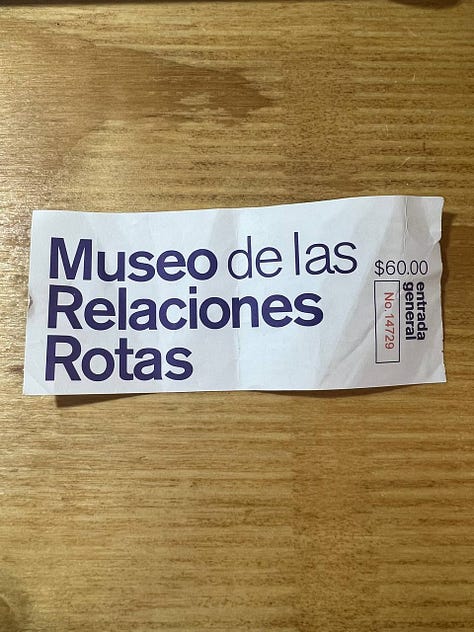 Museo de las
Relaciones
Rotas
$60.00
entrada
general
No. 14729